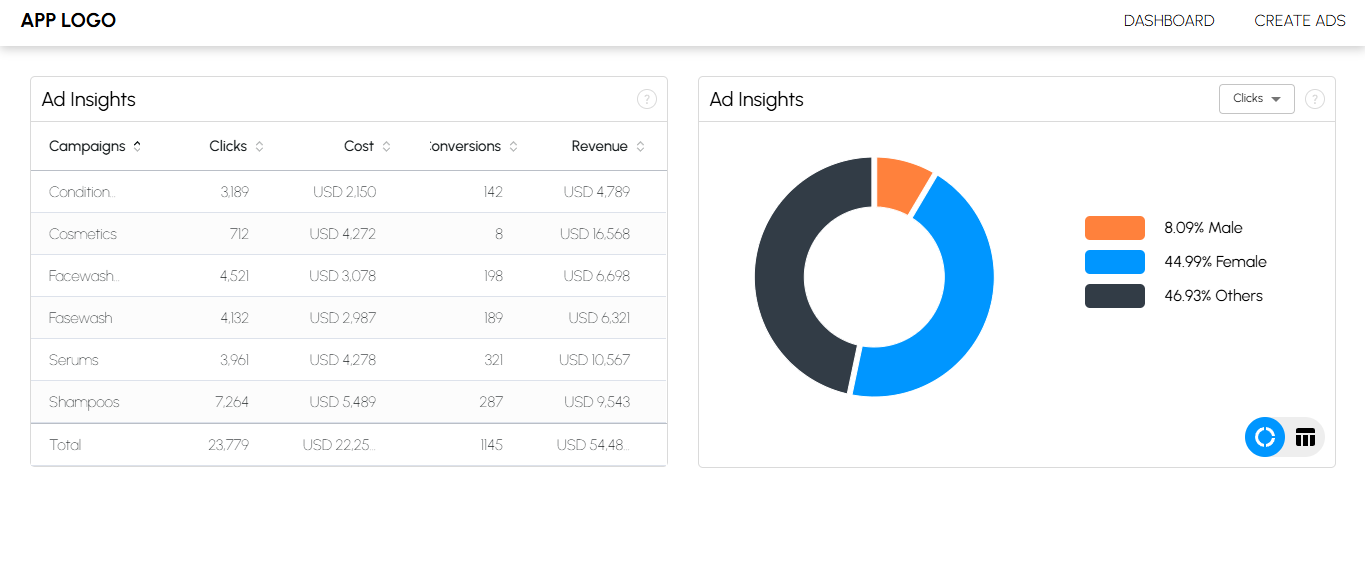 APP LOGO DASHBOARD CREATE ADS
Ad Insights ?
Campaigns Clicks Cost Conversions Revenue
Condition... 3,189 USD 2,150 142 USD 4,789
Cosmetics 712 USD 4,272 8 USD 16,568
Facewash... 4,521 USD 3,078 198 USD 6,698
Fasewash 4,132 USD 2,987 189 USD 6,321
Serums 3,961 USD 4,278 321 USD 10,567
Shampoos 7,264 USD 5,489 287 USD 9,543
Total 23,779 USD 22,25... 1145 USD 54,48...
Ad Insights Clicks ?
8.09% Male
44.99% Female
46.93% Others